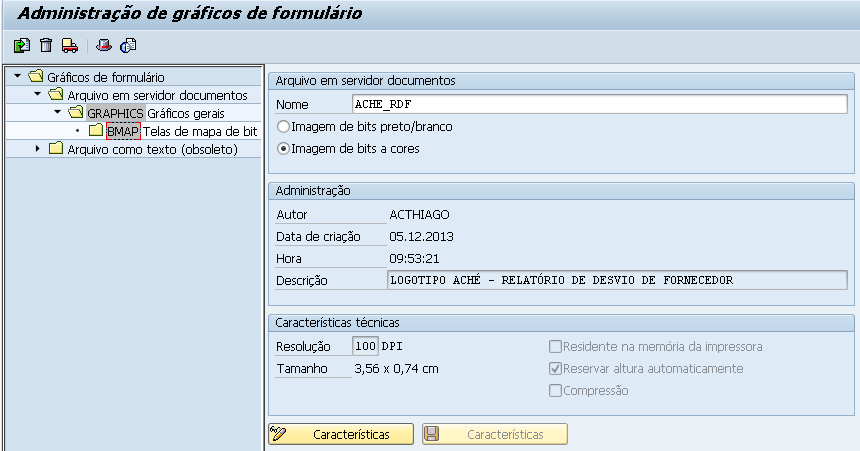 Administração de gráficos de formulário
Gráficos de formulário
Arquivo em servidor documentos
GRAPHICS Gráficos gerais
BMAP Telas de mapa de bit
Arquivo como texto (obsoleto)
Arquivo em servidor documentos
Nome ACHE_RDF
Imagem de bits preto/branco
Imagem de bits a cores
Administração
Autor ACTHIAGO
Data de criação 05.12.2013
Hora 09:53:21
Descrição LOGOTIPO ACHÉ - RELATÓRIO DE DESVIO DE FORNECEDOR
Características técnicas
Resolução 100 DPI Residente na memória da impressora
Tamanho 3,56 x 0,74 cm Reservar altura automaticamente
Compressão
Características Características